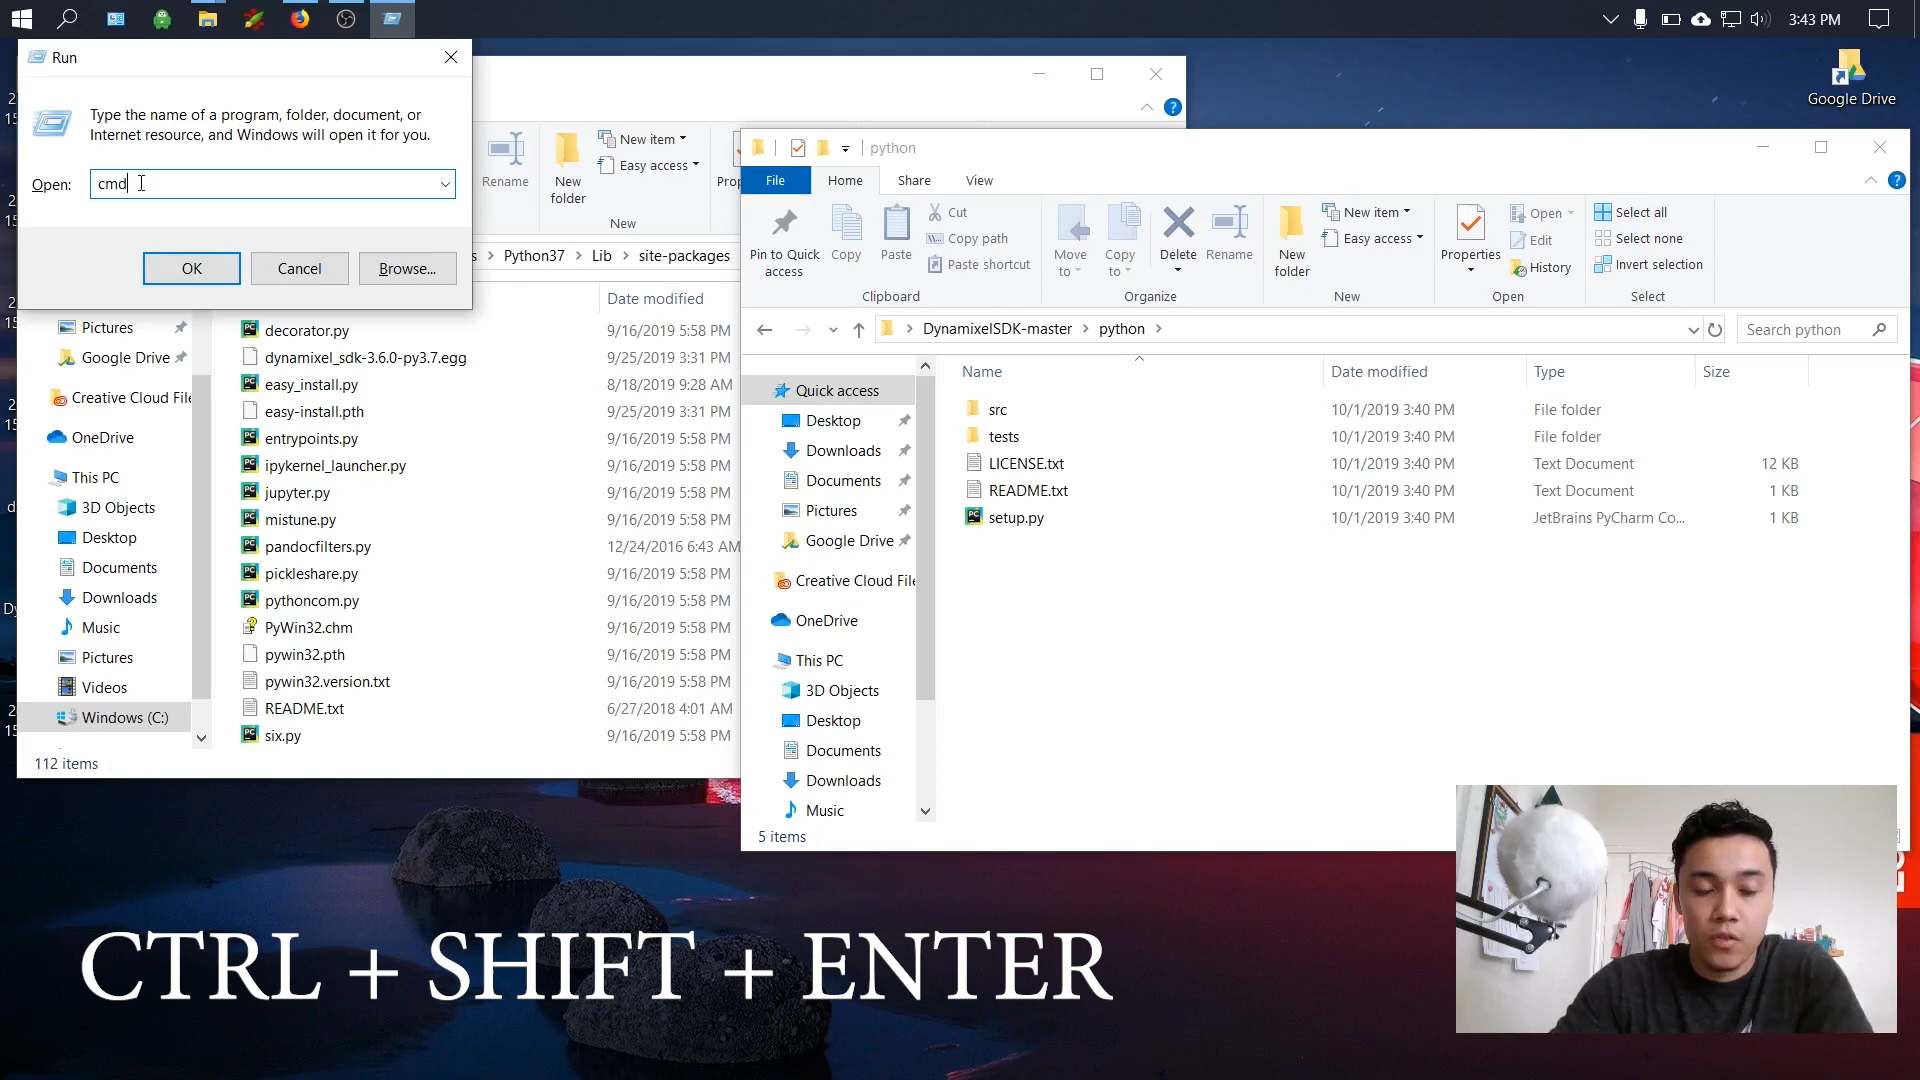 3:43 PM
Run
Type the name of a program, folder, document, or
Internet resource, and Windows will open it for you.
Open:
cmd
OK
Cancel
Browse...
Google Drive
Rename
New
folder
New item
Easy access
New
Python37
Lib
site-packages
Date modified
Pictures
Google Drive
Creative Cloud File
OneDrive
This PC
3D Objects
Desktop
Documents
Downloads
Music
Pictures
Videos
Windows (C:)
decorator.py 9/16/2019 5:58 PM
dynamixel_sdk-3.6.0-py3.7.egg 9/25/2019 3:31 PM
easy_install.py 8/18/2019 9:28 AM
easy-install.pth 9/25/2019 3:31 PM
entrypoints.py 9/16/2019 5:58 PM
ipykernel_launcher.py 9/16/2019 5:58 PM
jupyter.py 9/16/2019 5:58 PM
mistune.py 9/16/2019 5:58 PM
pandocfilters.py 12/24/2016 6:43 AM
pickleshare.py 9/16/2019 5:58 PM
pythoncom.py 9/16/2019 5:58 PM
PyWin32.chm 9/16/2019 5:58 PM
pywin32.pth 9/16/2019 5:58 PM
pywin32.version.txt 9/16/2019 5:58 PM
README.txt 6/27/2018 4:01 AM
six.py 9/16/2019 5:58 PM
112 items
python
File Home Share View
Pin to Quick
access
Copy
Paste
Cut
Copy path
Paste shortcut
Clipboard
Move
to
Copy
to
Delete
Rename
Organize
New
folder
New item
Easy access
New
Properties
Open
Edit
History
Open
Select all
Select none
Invert selection
Select
DynamixelSDK-master
python
Search python
Quick access
Desktop
Downloads
Documents
Pictures
Google Drive
Creative Cloud File
OneDrive
This PC
3D Objects
Desktop
Documents
Downloads
Music
Name Date modified Type Size
src 10/1/2019 3:40 PM File folder
tests 10/1/2019 3:40 PM File folder
LICENSE.txt 10/1/2019 3:40 PM Text Document 12 KB
README.txt 10/1/2019 3:40 PM Text Document 1 KB
setup.py 10/1/2019 3:40 PM JetBrains PyCharm Co... 1 KB
5 items
CTRL + SHIFT + ENTER